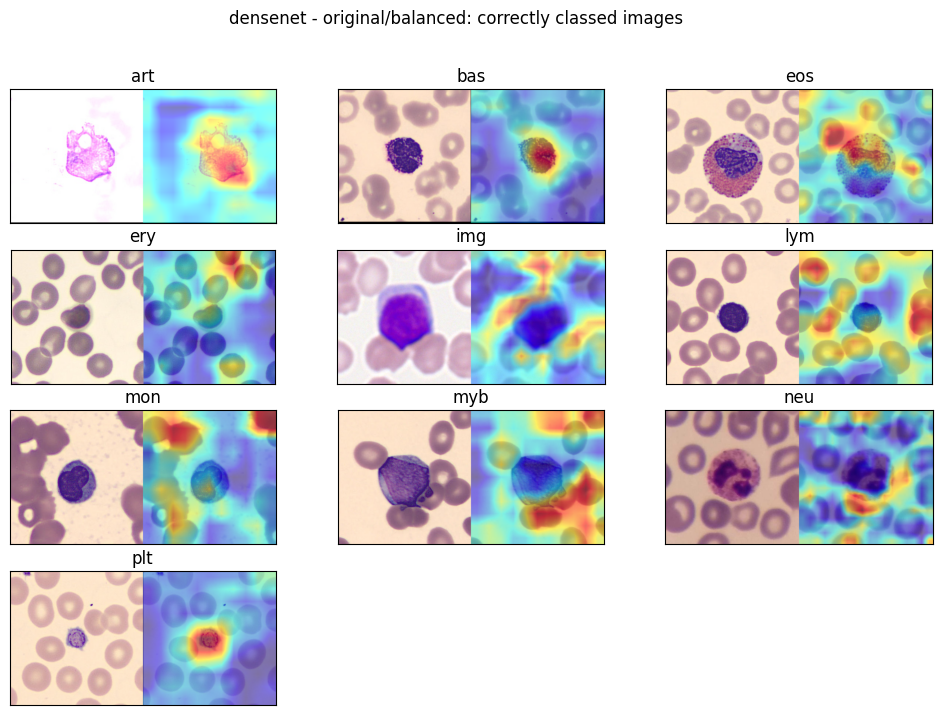 densenet - original/balanced: correctly classed images
art
bas
eos
ery
img
lym
mon
myb
neu
plt